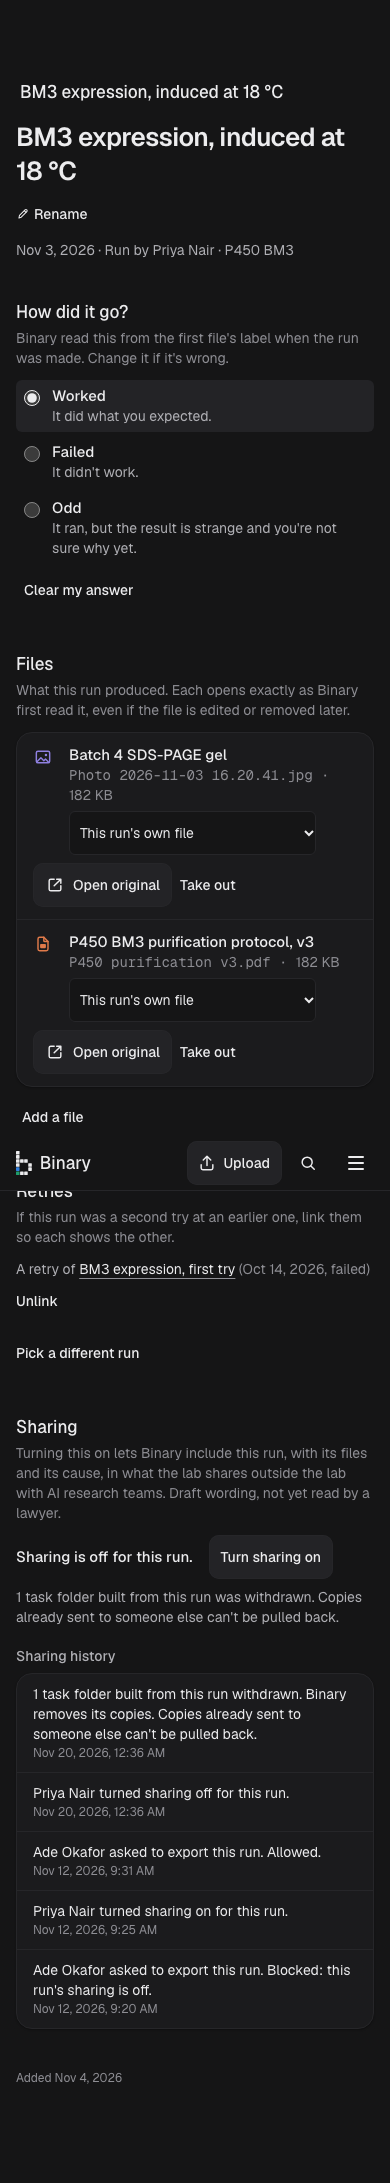 BM3 expression, induced at 18 °C
BM3 expression, induced at
18 °C
Rename
Nov 3, 2026 · Run by Priya Nair · P450 BM3
How did it go?
Binary read this from the first file's label when the run
was made. Change it if it's wrong.
Worked
It did what you expected.
Failed
It didn't work.
Odd
It ran, but the result is strange and you're not
sure why yet.
Clear my answer
Files
What this run produced. Each opens exactly as Binary
first read it, even if the file is edited or removed later.
Batch 4 SDS-PAGE gel
Photo 2026-11-03 16.20.41.jpg ·
182 KB
This run's own file
Open original Take out
P450 BM3 purification protocol, v3
P450 purification v3.pdf · 182 KB
This run's own file
Open original Take out
Add a file
Binary Upload
Retries
If this run was a second try at an earlier one, link them
so each shows the other.
A retry of BM3 expression, first try (Oct 14, 2026, failed)
Unlink
Pick a different run
Sharing
Turning this on lets Binary include this run, with its files
and its cause, in what the lab shares outside the lab
with AI research teams. Draft wording, not yet read by a
lawyer.
Sharing is off for this run. Turn sharing on
1 task folder built from this run was withdrawn. Copies
already sent to someone else can't be pulled back.
Sharing history
1 task folder built from this run withdrawn. Binary
removes its copies. Copies already sent to
someone else can't be pulled back.
Nov 20, 2026, 12:36 AM
Priya Nair turned sharing off for this run.
Nov 20, 2026, 12:36 AM
Ade Okafor asked to export this run. Allowed.
Nov 12, 2026, 9:31 AM
Priya Nair turned sharing on for this run.
Nov 12, 2026, 9:25 AM
Ade Okafor asked to export this run. Blocked: this
run's sharing is off.
Nov 12, 2026, 9:20 AM
Added Nov 4, 2026